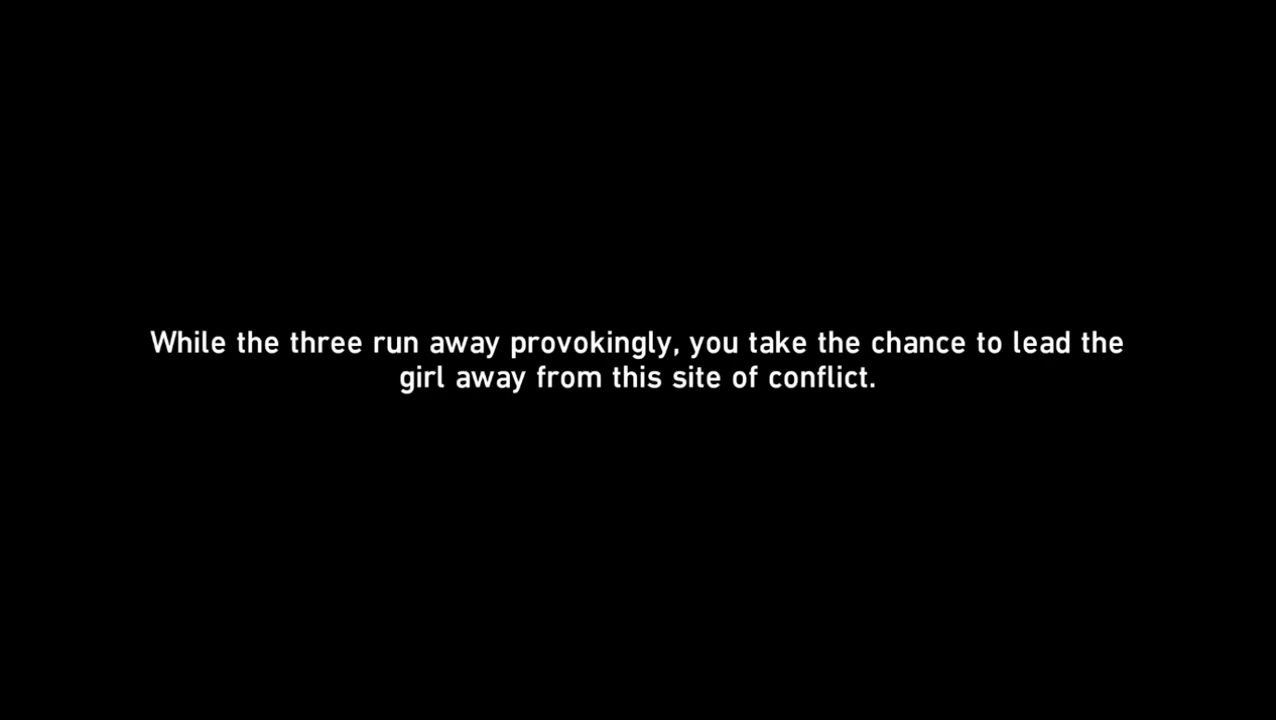 While the three run away provokingly, you take the chance to lead the
girl away from this site of conflict.